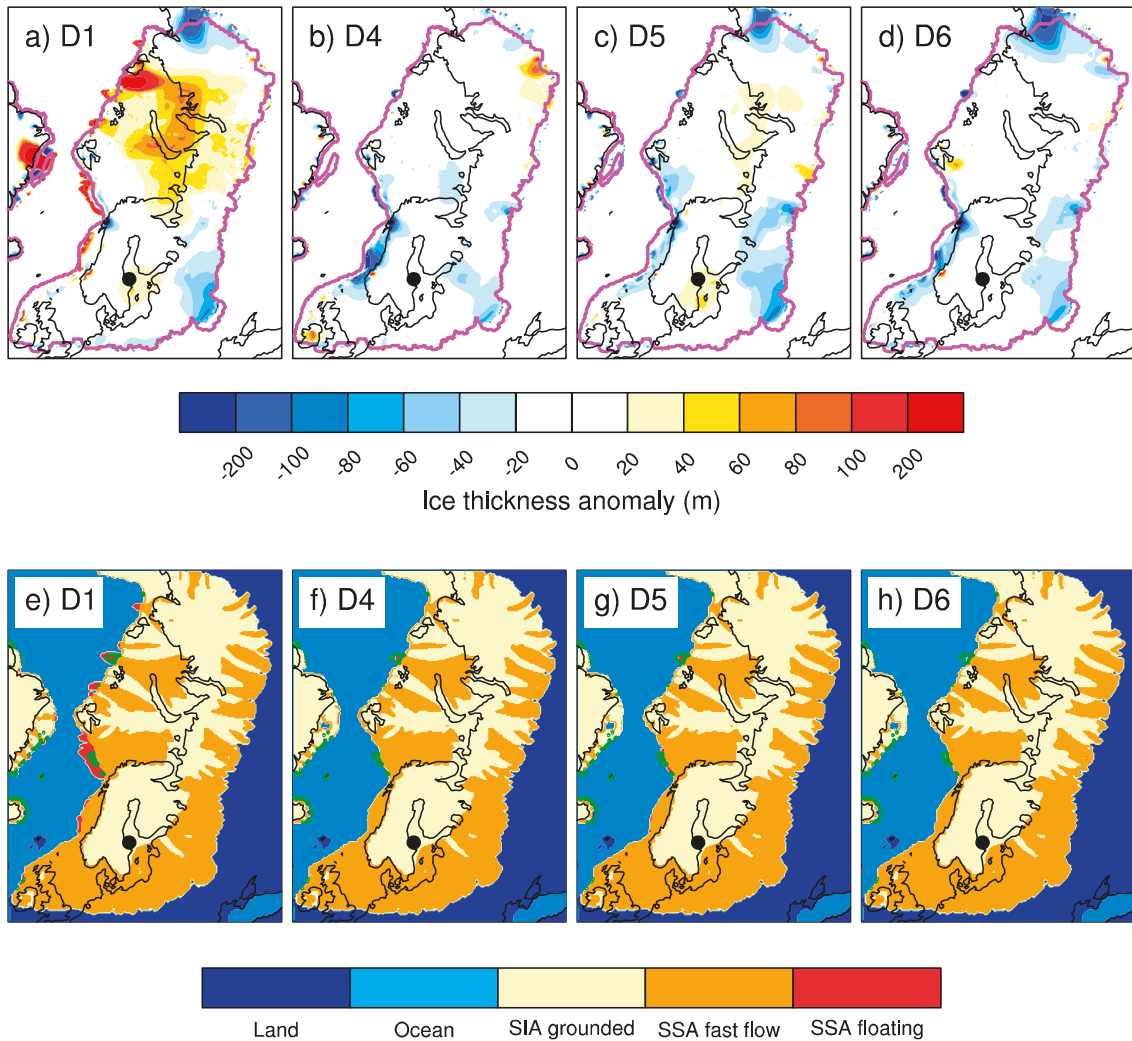 a) D1
b) D4
c) D5
d) D6
-200 -100 -80 -60 -40 -20 0 20 40 60 80 100 200
Ice thickness anomaly (m)
e) D1
f) D4
g) D5
h) D6
Land Ocean SIA grounded SSA fast flow SSA floating